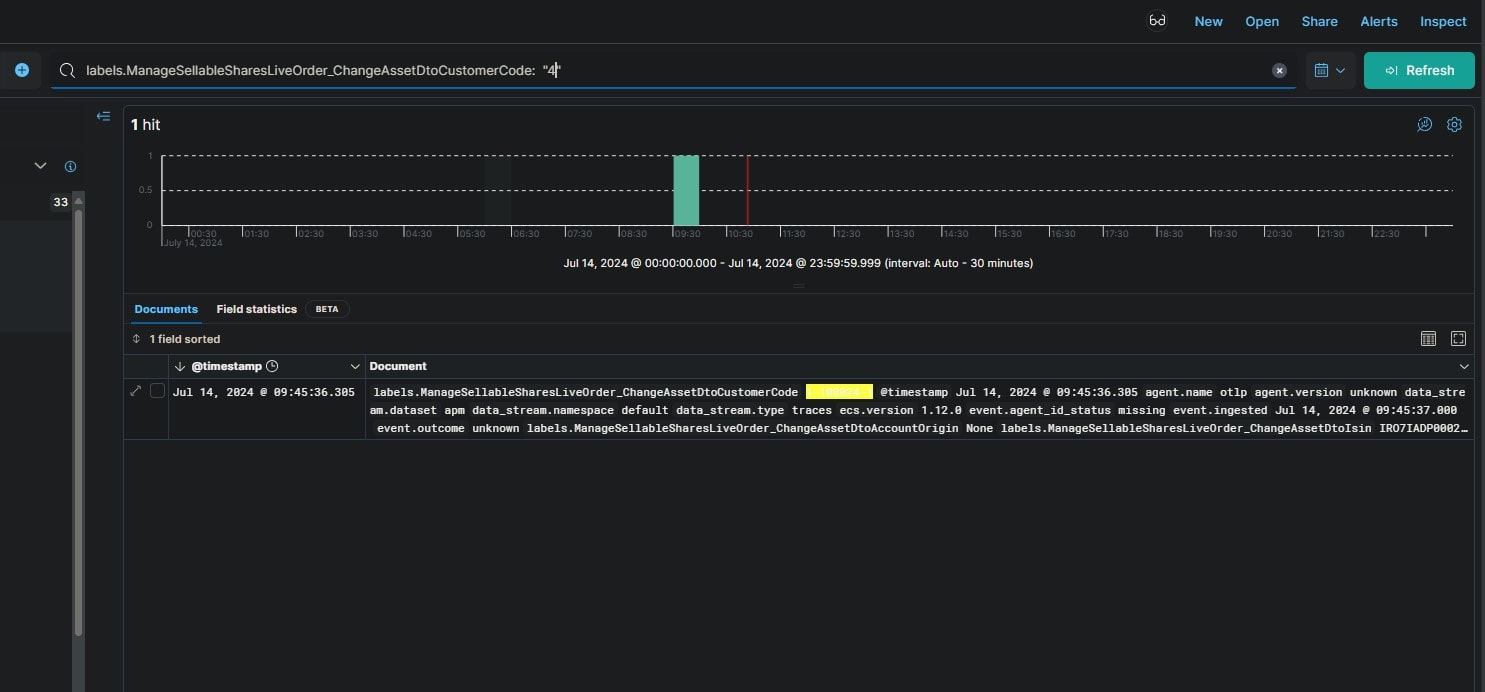 New Open Share Alerts Inspect
labels.ManageSellableSharesLiveOrder_ChangeAssetDtoCustomerCode: "4"
Refresh
1 hit
33
1
0.5
0
00:30 01:30 02:30 03:30 04:30 05:30 06:30 07:30 08:30 09:30 10:30 11:30 12:30 13:30 14:30 15:30 16:30 17:30 18:30 19:30 20:30 21:30 22:30
July 14, 2024
Jul 14, 2024 @ 00:00:00.000 - Jul 14, 2024 @ 23:59:59.999 (interval: Auto - 30 minutes)
Documents Field statistics BETA
1 field sorted
@timestamp Document
Jul 14, 2024 @ 09:45:36.305 labels.ManageSellableSharesLiveOrder_ChangeAssetDtoCustomerCode @timestamp Jul 14, 2024 @ 09:45:36.305 agent.name otlp agent.version unknown data_stre
am.dataset apm data_stream.namespace default data_stream.type traces ecs.version 1.12.0 event.agent_id_status missing event.ingested Jul 14, 2024 @ 09:45:37.000
event.outcome unknown labels.ManageSellableSharesLiveOrder_ChangeAssetDtoAccountOrigin None labels.ManageSellableSharesLiveOrder_ChangeAssetDtoIsin IRO7IADP0002…